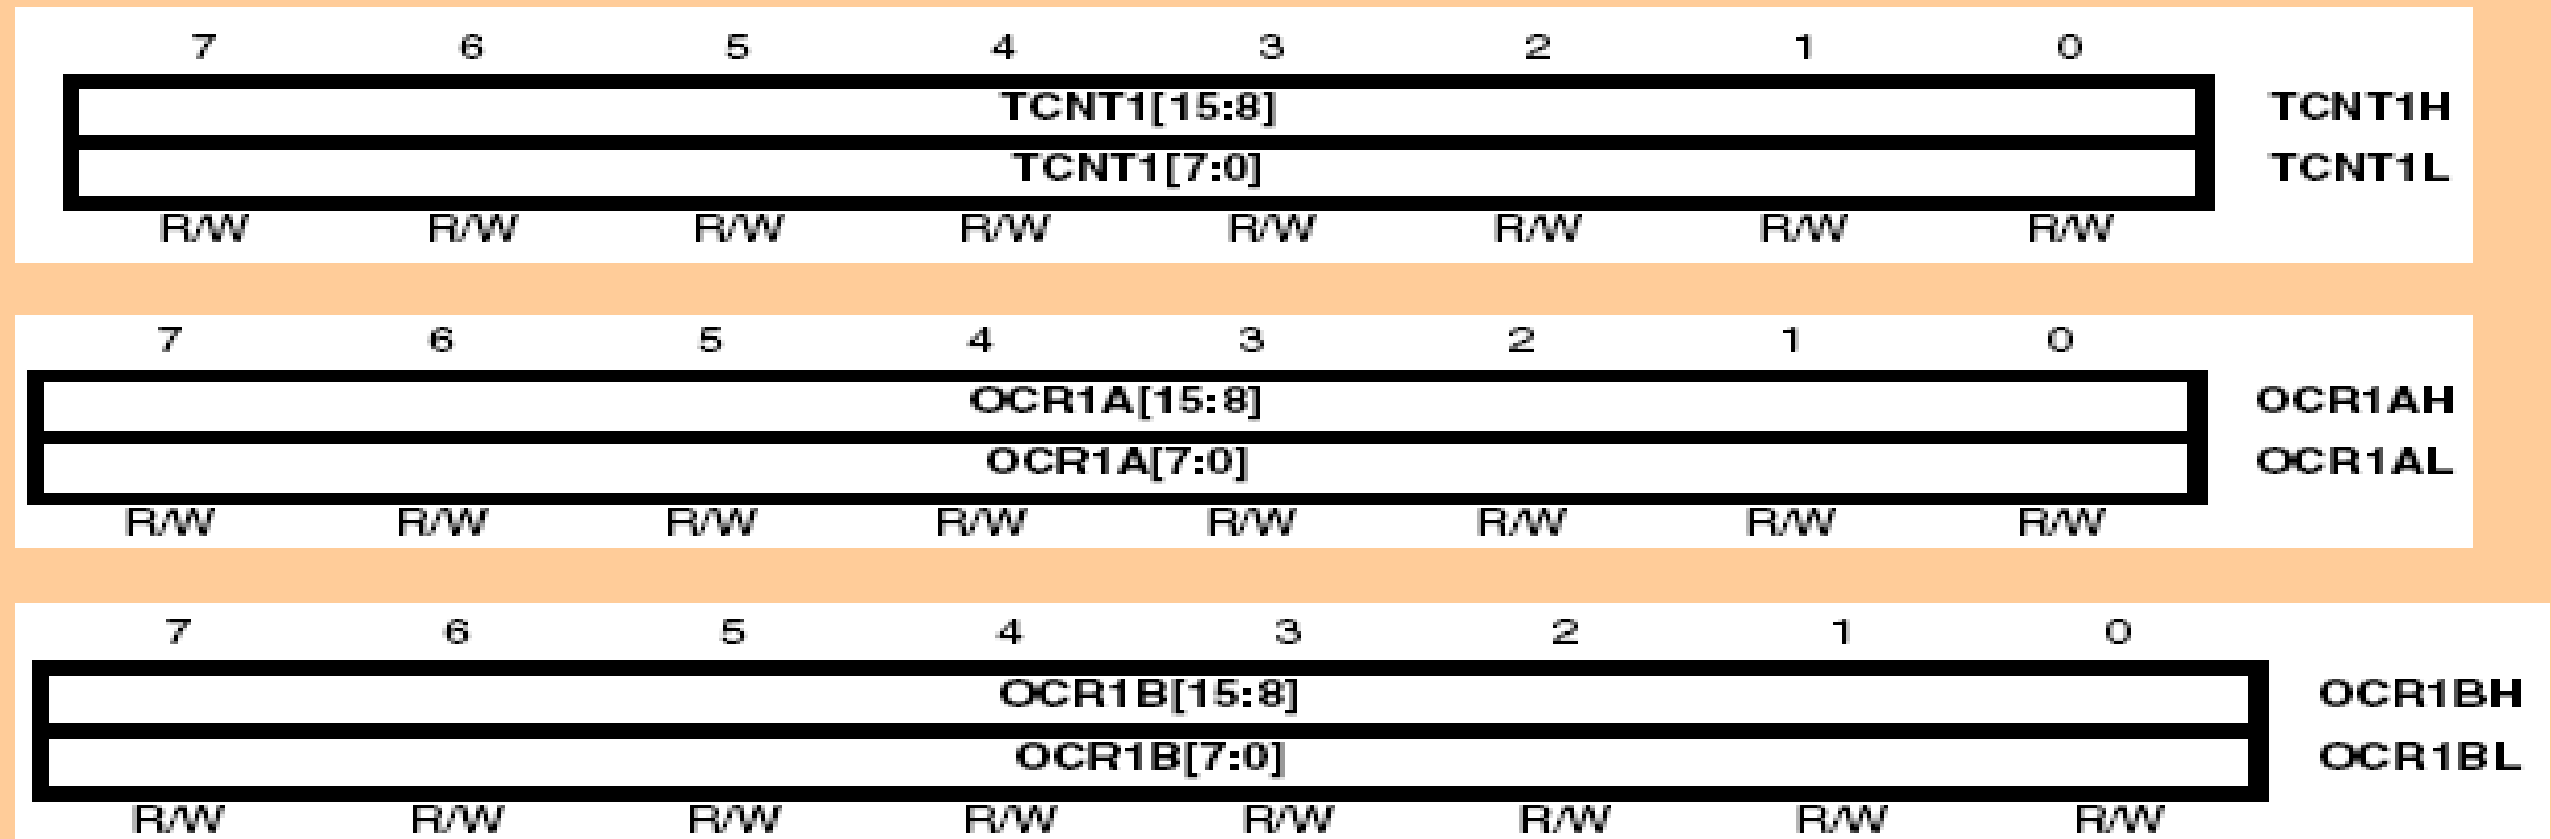 7 6 5 4 3 2 1 0
TCNT1[15:8] TCNT1H
TCNT1[7:0] TCNT1L
R/W R/W R/W R/W R/W R/W R/W R/W
7 6 5 4 3 2 1 0
OCR1A[15:8] OCR1AH
OCR1A[7:0] OCR1AL
R/W R/W R/W R/W R/W R/W R/W R/W
7 6 5 4 3 2 1 0
OCR1B[15:8] OCR1BH
OCR1B[7:0] OCR1BL
R/W R/W R/W R/W R/W R/W R/W R/W